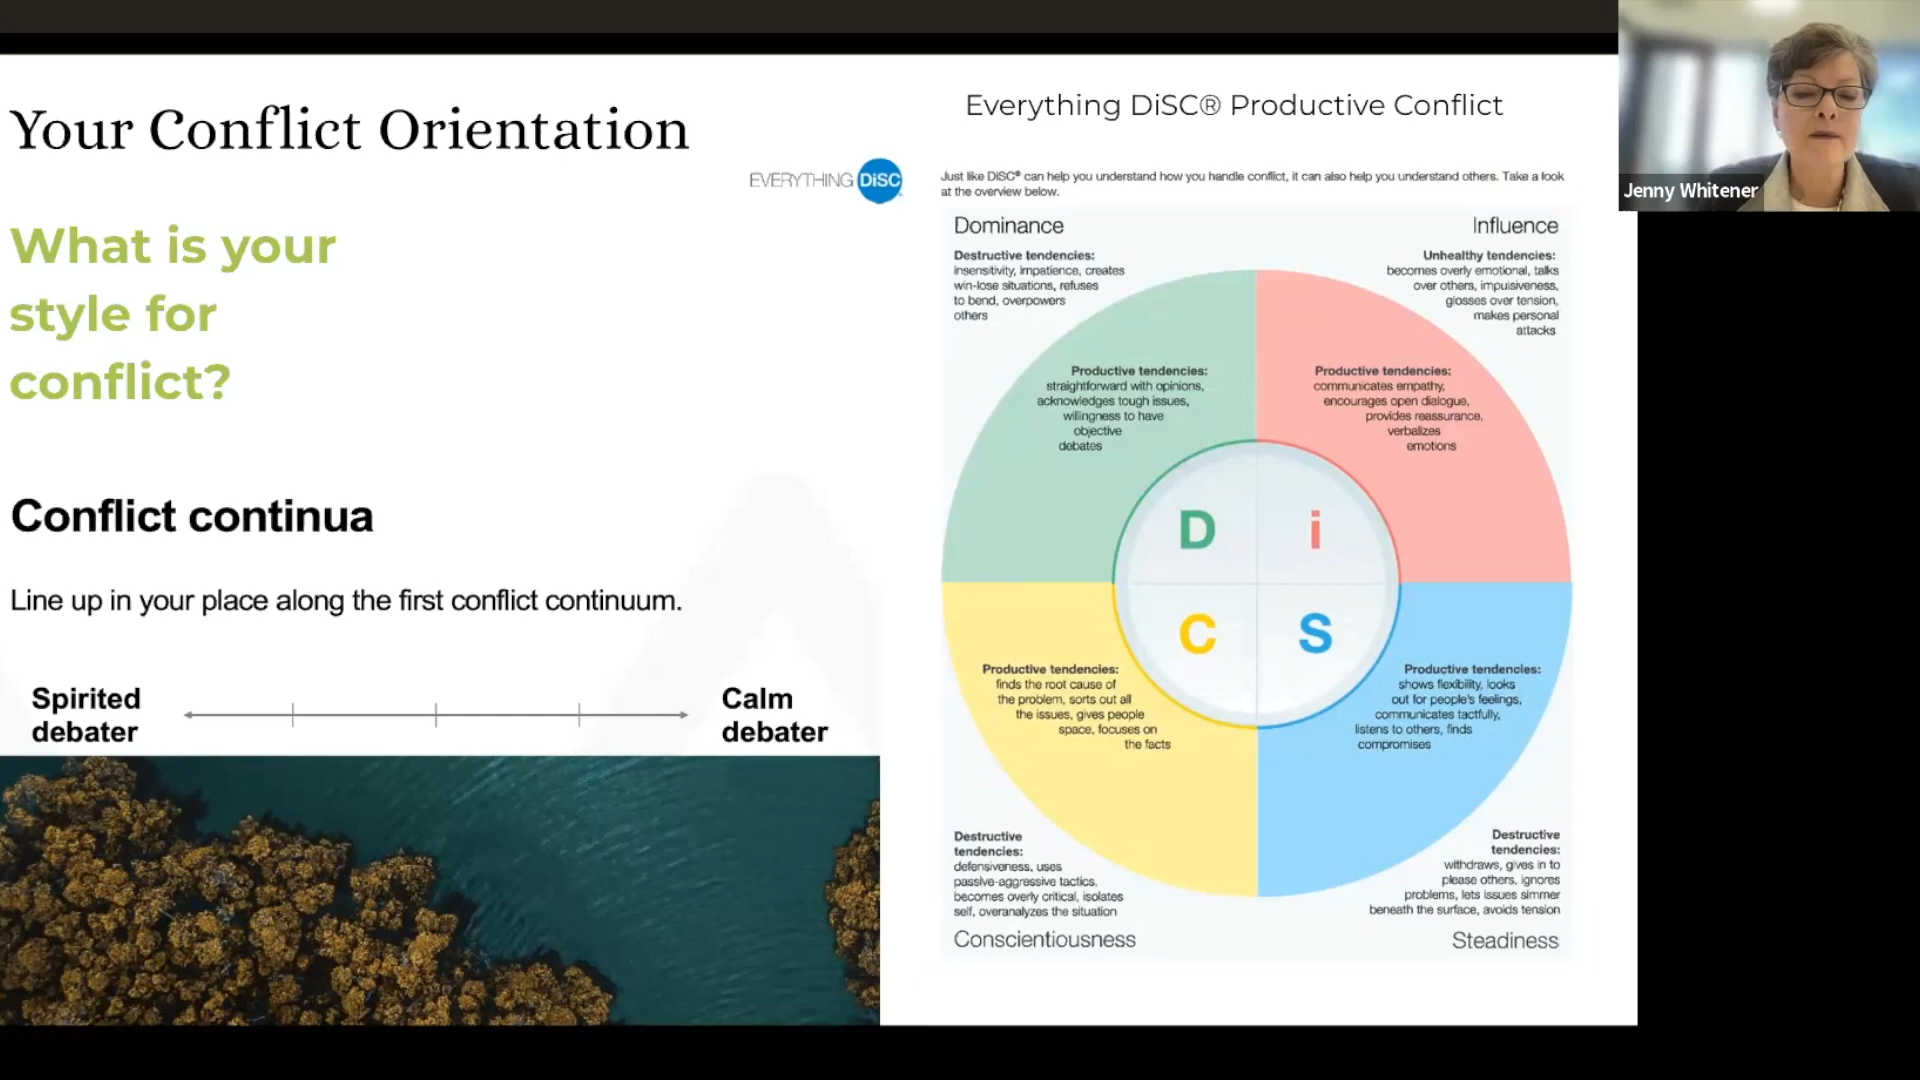 Your Conflict Orientation
EVERYTHING DiSC
What is your
style for
conflict?
Conflict continua
Line up in your place along the first conflict continuum.
Spirited
debater
Calm
debater
Everything DiSC® Productive Conflict
Just like DiSC® can help you understand how you handle conflict, it can also help you understand others. Take a look
at the overview below.
Dominance
Destructive tendencies:
insensitivity, impatience, creates
win-lose situations, refuses
to bend, overpowers
others
Influence
Unhealthy tendencies:
becomes overly emotional, talks
over others, impulsiveness,
glosses over tension,
makes personal
attacks
Productive tendencies:
straightforward with opinions,
acknowledges tough issues,
willingness to have
objective
debates
Productive tendencies:
communicates empathy,
encourages open dialogue,
provides reassurance,
verbalizes
emotions
D
i
C
S
Productive tendencies:
finds the root cause of
the problem, sorts out all
the issues, gives people
space, focuses on
the facts
Productive tendencies:
shows flexibility, looks
out for people's feelings,
communicates tactfully,
listens to others, finds
compromises
Destructive
tendencies:
defensiveness, uses
passive-aggressive tactics,
becomes overly critical, isolates
self, overanalyzes the situation
Conscientiousness
Destructive
tendencies:
withdraws, gives in to
please others, ignores
problems, lets issues simmer
beneath the surface, avoids tension
Steadiness
Jenny Whitener